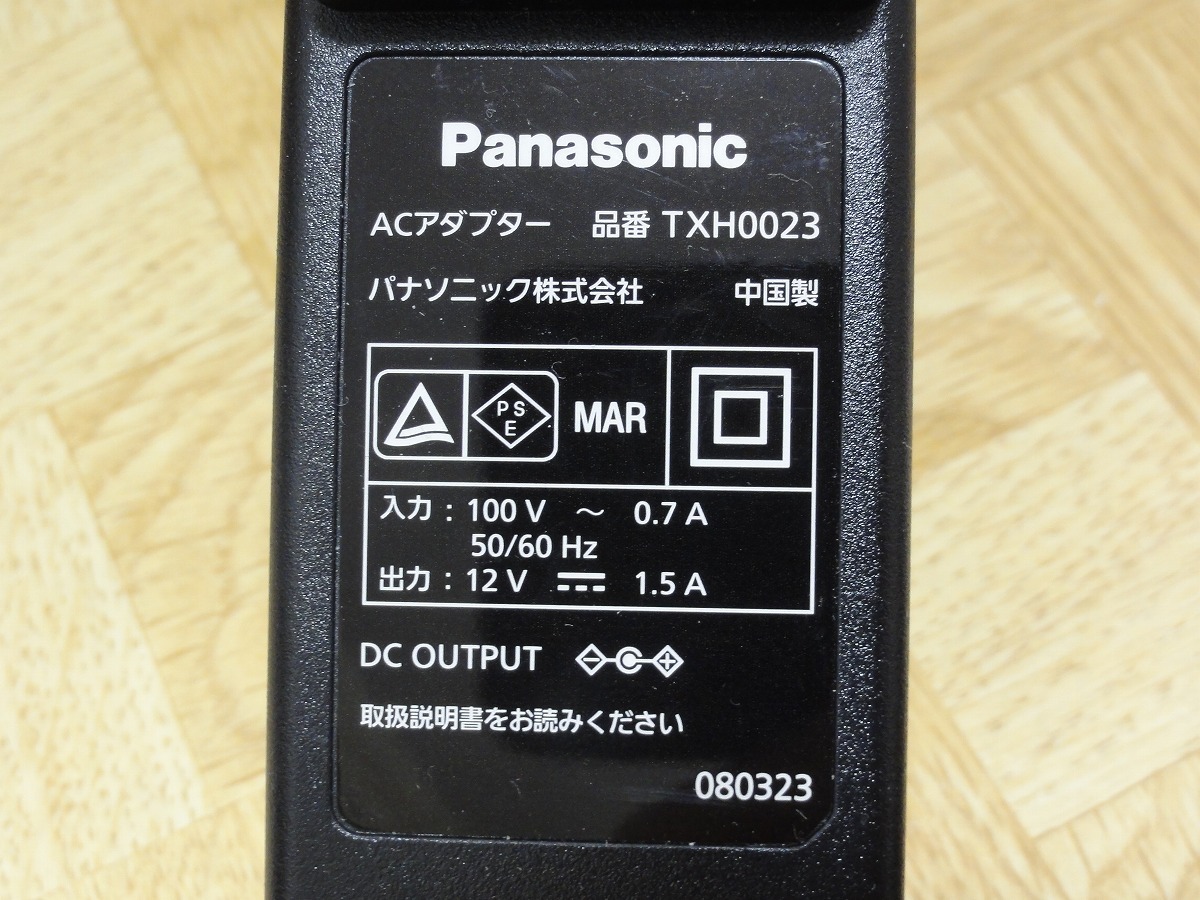 Panasonic
ACアダプター 品番 TXH0023
パナソニック株式会社 中国製
PSE MAR
入力 : 100 V ～ 0.7 A
50/60 Hz
出力 : 12 V ⎓ 1.5 A
DC OUTPUT
取扱説明書をお読みください
080323